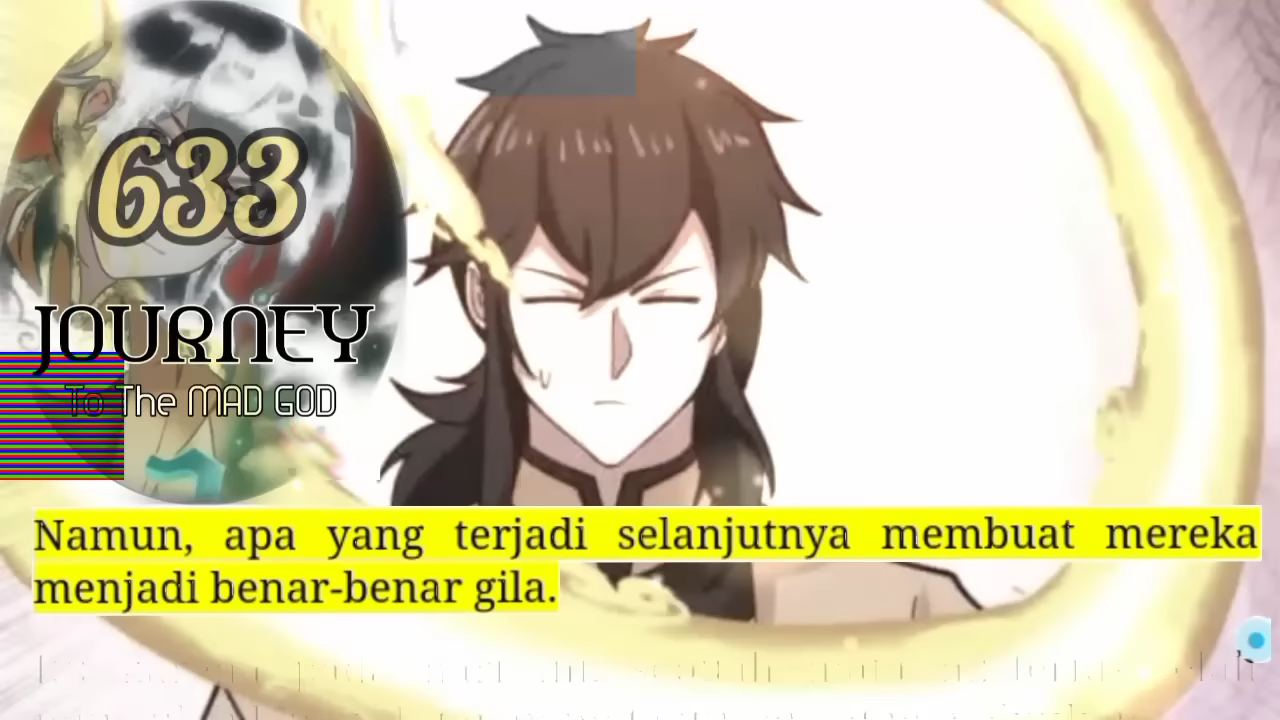 633
JOURNEY
To The MAD GOD
Namun, apa yang terjadi selanjutnya membuat mereka
menjadi benar-benar gila.